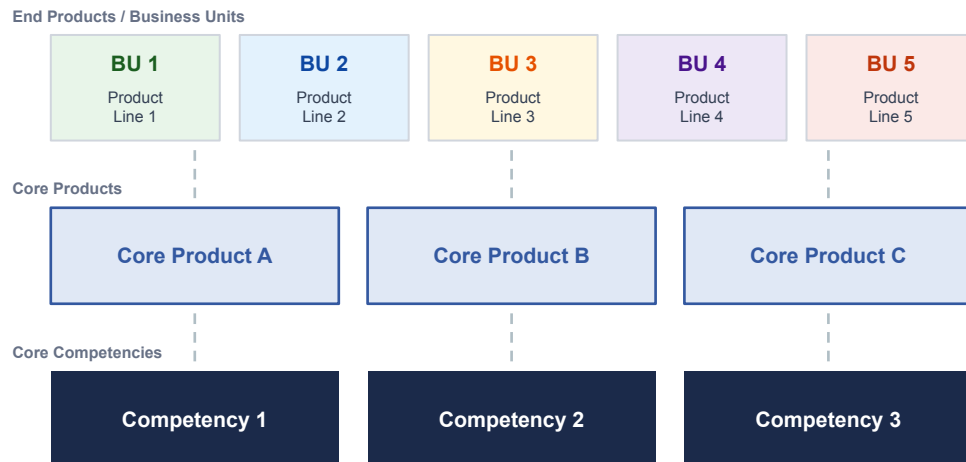 End Products / Business Units
BU 1
Product
Line 1
BU 2
Product
Line 2
BU 3
Product
Line 3
BU 4
Product
Line 4
BU 5
Product
Line 5
Core Products
Core Product A
Core Product B
Core Product C
Core Competencies
Competency 1
Competency 2
Competency 3